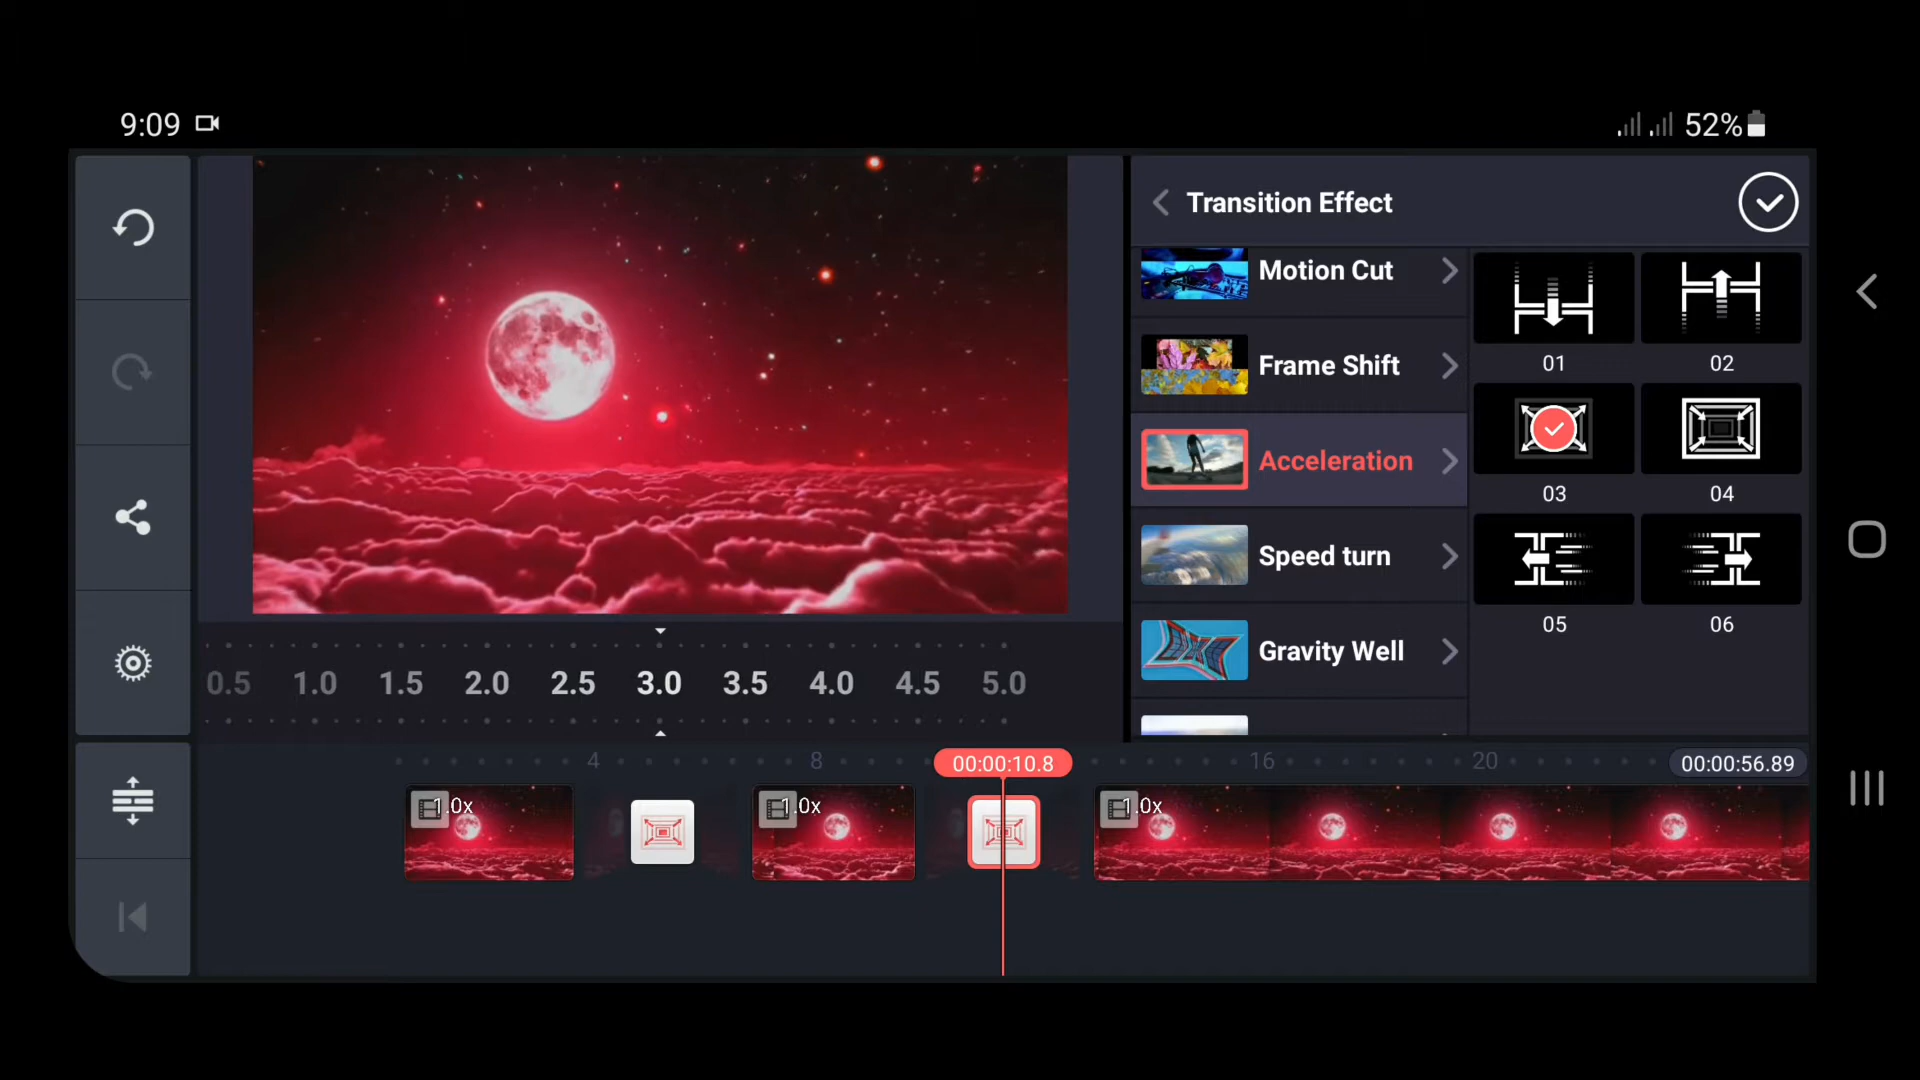 9:09
52%
Transition Effect
Motion Cut
Frame Shift
Acceleration
Speed turn
Gravity Well
01
02
03
04
05
06
0.5 1.0 1.5 2.0 2.5 3.0 3.5 4.0 4.5 5.0
4 8 00:00:10.8 16 20 00:00:56.89
1.0x 1.0x 1.0x